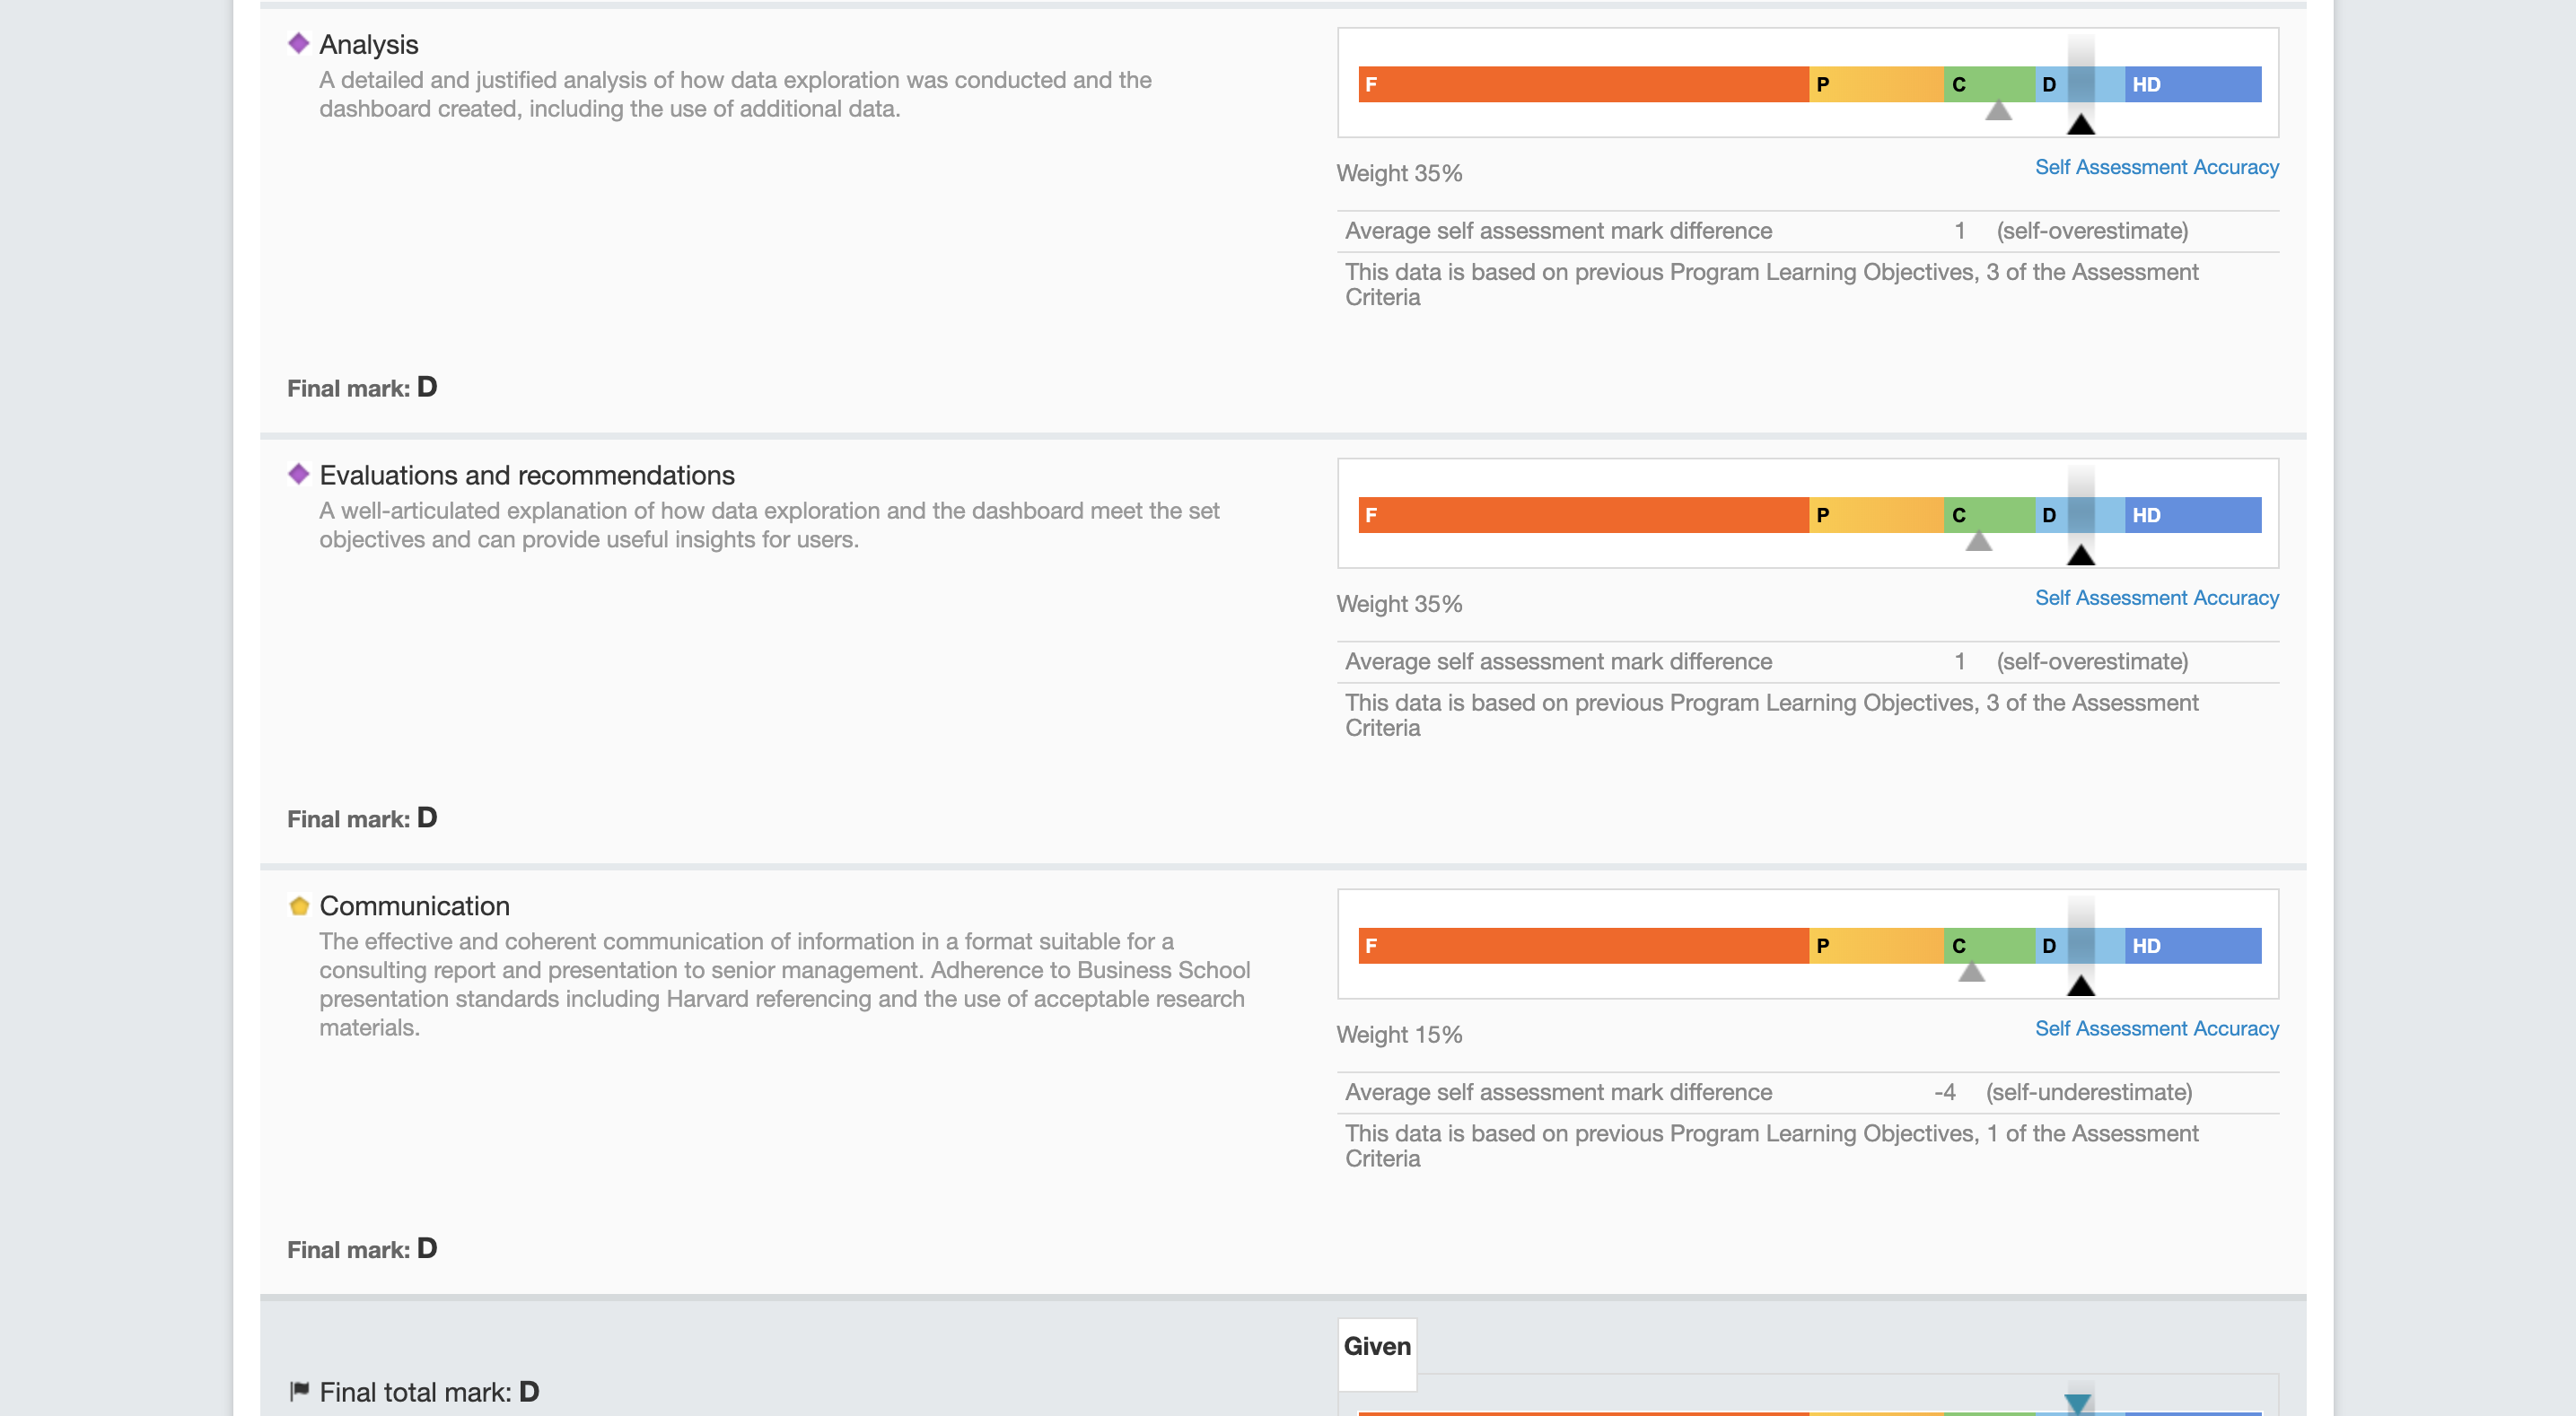 Analysis
A detailed and justified analysis of how data exploration was conducted and the
dashboard created, including the use of additional data.
F P C D HD
Weight 35%
Self Assessment Accuracy
Average self assessment mark difference 1 (self-overestimate)
This data is based on previous Program Learning Objectives, 3 of the Assessment
Criteria
Final mark: D
Evaluations and recommendations
A well-articulated explanation of how data exploration and the dashboard meet the set
objectives and can provide useful insights for users.
F P C D HD
Weight 35%
Self Assessment Accuracy
Average self assessment mark difference 1 (self-overestimate)
This data is based on previous Program Learning Objectives, 3 of the Assessment
Criteria
Final mark: D
Communication
The effective and coherent communication of information in a format suitable for a
consulting report and presentation to senior management. Adherence to Business School
presentation standards including Harvard referencing and the use of acceptable research
materials.
F P C D HD
Weight 15%
Self Assessment Accuracy
Average self assessment mark difference -4 (self-underestimate)
This data is based on previous Program Learning Objectives, 1 of the Assessment
Criteria
Final mark: D
Given
Final total mark: D